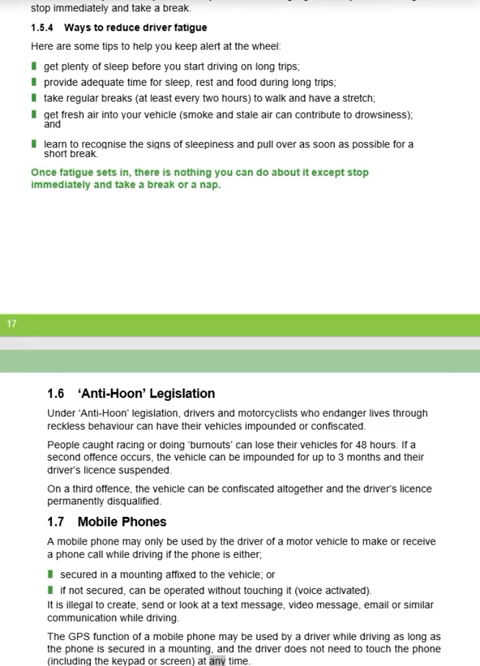 stop immediately and take a break.
1.5.4 Ways to reduce driver fatigue
Here are some tips to help you keep alert at the wheel:
get plenty of sleep before you start driving on long trips;
provide adequate time for sleep, rest and food during long trips;
take regular breaks (at least every two hours) to walk and have a stretch;
get fresh air into your vehicle (smoke and stale air can contribute to drowsiness);
and
learn to recognise the signs of sleepiness and pull over as soon as possible for a
short break.
Once fatigue sets in, there is nothing you can do about it except stop
immediately and take a break or a nap.
17
1.6 ‘Anti-Hoon’ Legislation
Under ‘Anti-Hoon’ legislation, drivers and motorcyclists who endanger lives through
reckless behaviour can have their vehicles impounded or confiscated.
People caught racing or doing ‘burnouts’ can lose their vehicles for 48 hours. If a
second offence occurs, the vehicle can be impounded for up to 3 months and their
driver’s licence suspended.
On a third offence, the vehicle can be confiscated altogether and the driver’s licence
permanently disqualified.
1.7 Mobile Phones
A mobile phone may only be used by the driver of a motor vehicle to make or receive
a phone call while driving if the phone is either;
secured in a mounting affixed to the vehicle; or
if not secured, can be operated without touching it (voice activated).
It is illegal to create, send or look at a text message, video message, email or similar
communication while driving.
The GPS function of a mobile phone may be used by a driver while driving as long as
the phone is secured in a mounting, and the driver does not need to touch the phone
(including the keypad or screen) at any time.